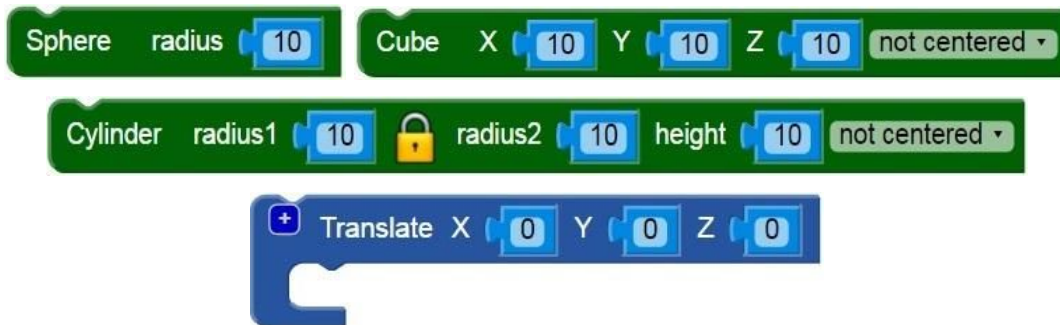 Sphere radius 10 Cube X 10 Y 10 Z 10 not centered
Cylinder radius1 10 radius2 10 height 10 not centered
+ Translate X 0 Y 0 Z 0